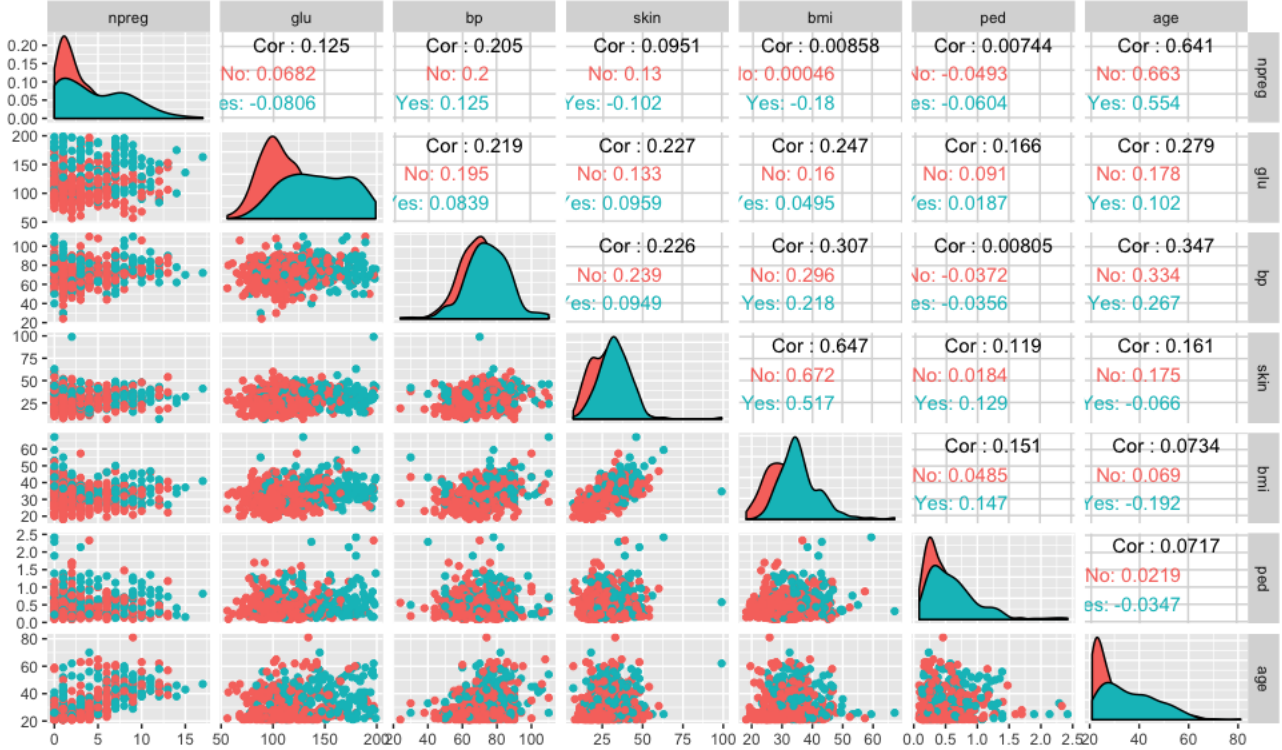 npreg glu bp skin bmi ped age
0.20 Cor : 0.125 Cor : 0.205 Cor : 0.0951 Cor : 0.00858 Cor : 0.00744 Cor : 0.641 npreg
0.15 No: 0.0682 No: 0.2 No: 0.13 lo: 0.00046 No: -0.0493 No: 0.663
0.10
0.05 es: -0.0806 Yes: 0.125 Yes: -0.102 Yes: -0.18 es: -0.0604 Yes: 0.554
0.00
200 Cor : 0.219 Cor : 0.227 Cor : 0.247 Cor : 0.166 Cor : 0.279 glu
150 No: 0.195 No: 0.133 No: 0.16 No: 0.091 No: 0.178
100 Yes: 0.0839 Yes: 0.0959 Yes: 0.0495 Yes: 0.0187 Yes: 0.102
50
100 Cor : 0.226 Cor : 0.307 Cor : 0.00805 Cor : 0.347 bp
80 No: 0.239 No: 0.296 No: -0.0372 No: 0.334
60
40 Yes: 0.0949 Yes: 0.218 es: -0.0356 Yes: 0.267
20
100 Cor : 0.647 Cor : 0.119 Cor : 0.161 skin
75 No: 0.672 No: 0.0184 No: 0.175
50
25 Yes: 0.517 Yes: 0.129 Yes: -0.066
60 Cor : 0.151 Cor : 0.0734 bmi
50 No: 0.0485 No: 0.069
40
30 Yes: 0.147 Yes: -0.192
20
2.5 Cor : 0.0717 ped
2.0
1.5 No: 0.0219
1.0
0.5 es: -0.0347
0.0
80 age
60
40
20
0 5 10 15 50 100 150 200 20 40 60 80 100 25 50 75 100 20 30 40 50 60 0.0 0.5 1.0 1.5 2.0 2.5 20 40 60 80